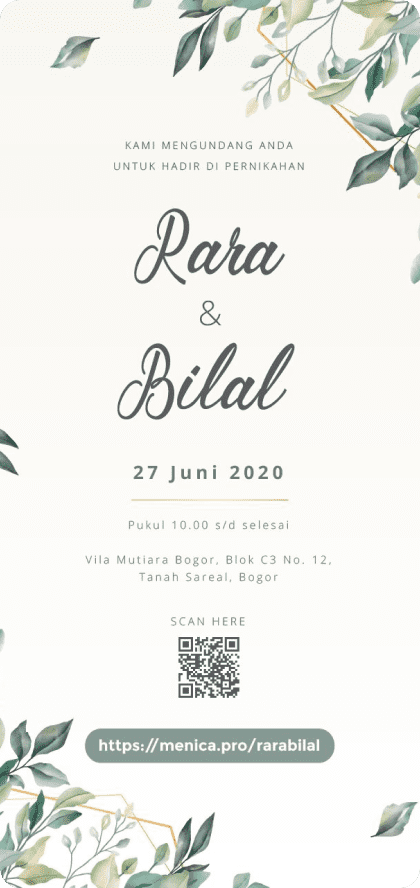 KAMI MENGUNDANG ANDA
UNTUK HADIR DI PERNIKAHAN
Rara
&
Bilal
27 Juni 2020
Pukul 10.00 s/d selesai
Vila Mutiara Bogor, Blok C3 No. 12,
Tanah Sareal, Bogor
SCAN HERE
https://menica.pro/rarabilal